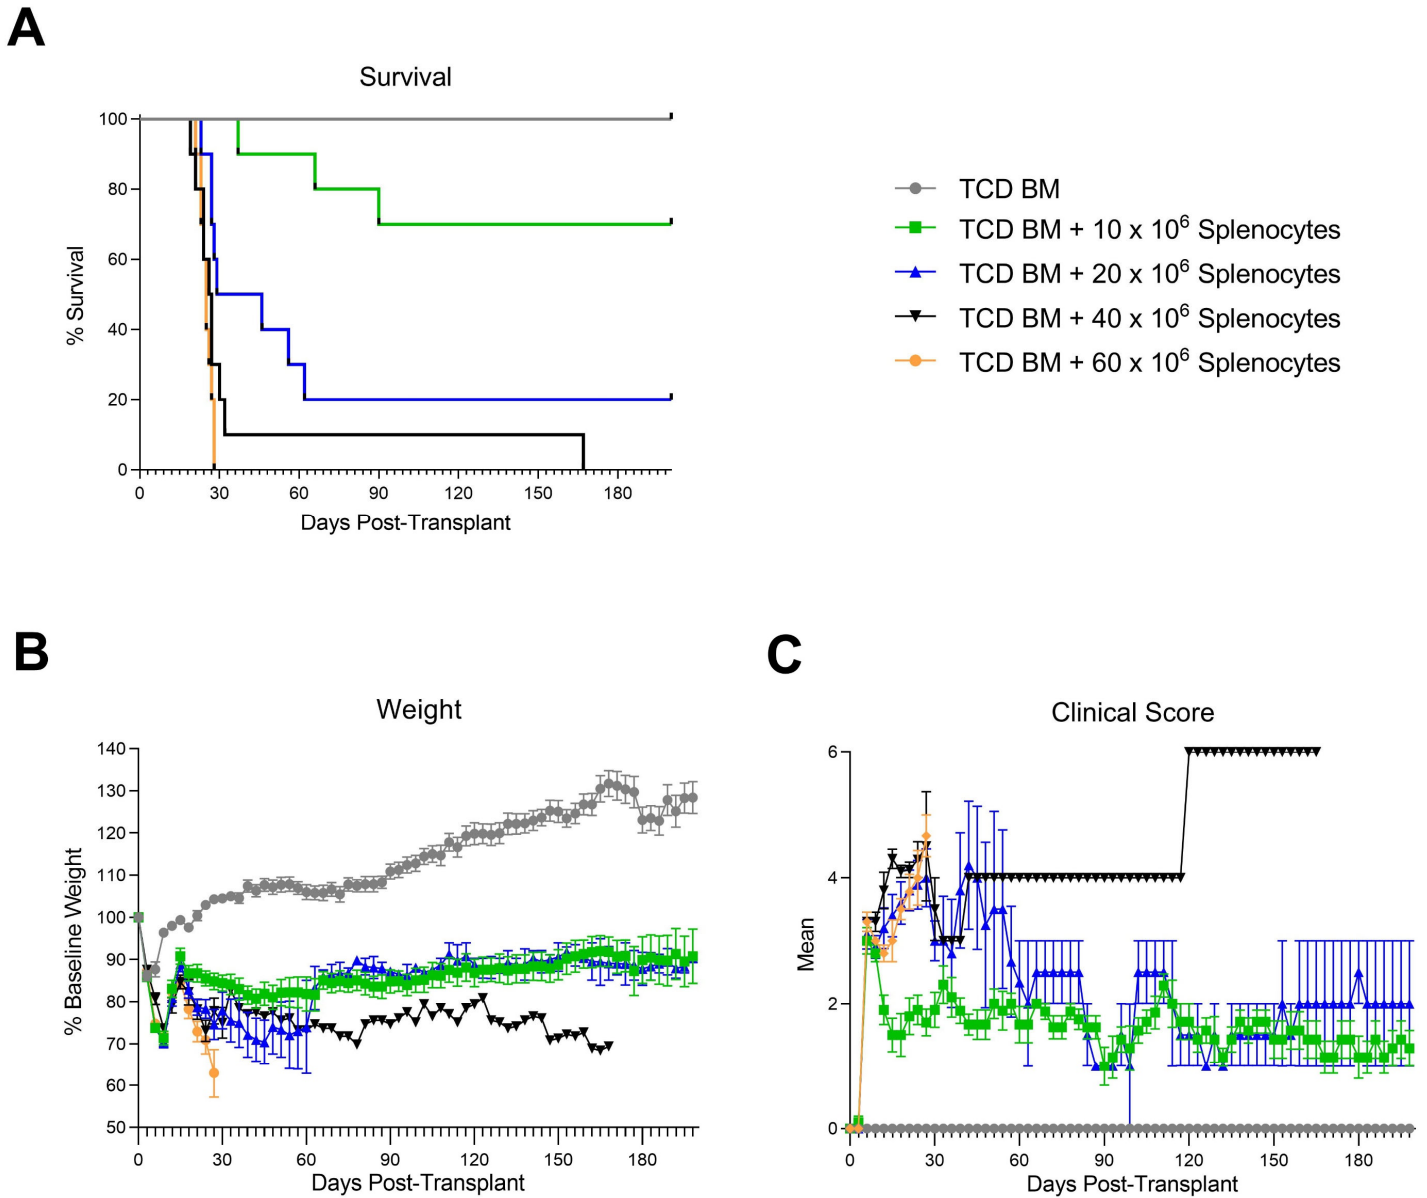 A
Survival
100
80
60
40
20
0
% Survival
0 30 60 90 120 150 180
Days Post-Transplant
TCD BM
TCD BM + 10 x 10⁶ Splenocytes
TCD BM + 20 x 10⁶ Splenocytes
TCD BM + 40 x 10⁶ Splenocytes
TCD BM + 60 x 10⁶ Splenocytes
B
Weight
140
130
120
110
100
90
80
70
60
50
% Baseline Weight
0 30 60 90 120 150 180
Days Post-Transplant
C
Clinical Score
6
4
2
0
Mean
0 30 60 90 120 150 180
Days Post-Transplant